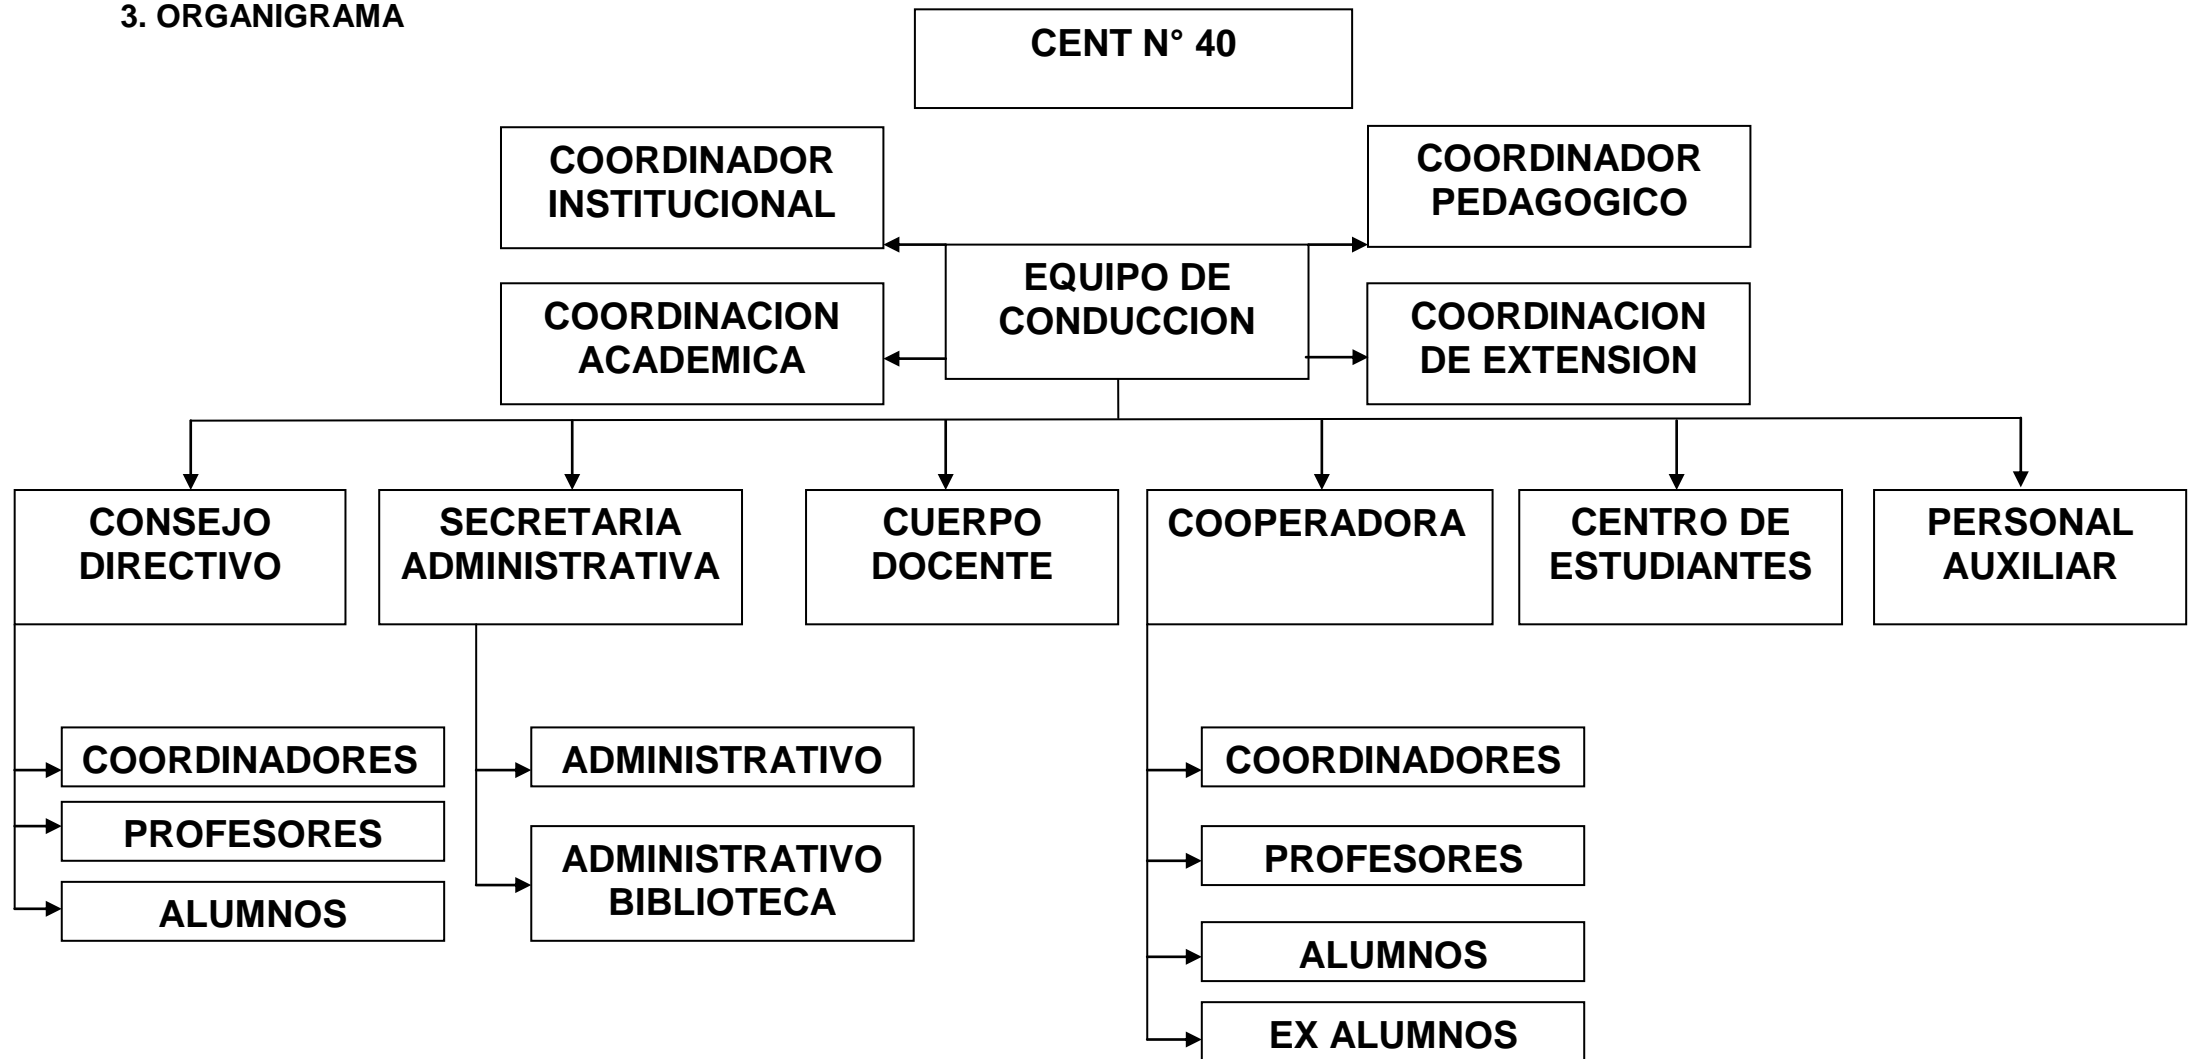 3. ORGANIGRAMA
CENT N° 40
COORDINADOR
INSTITUCIONAL
COORDINADOR
PEDAGOGICO
EQUIPO DE
CONDUCCION
COORDINACION
ACADEMICA
COORDINACION
DE EXTENSION
CONSEJO
DIRECTIVO
SECRETARIA
ADMINISTRATIVA
CUERPO
DOCENTE
COOPERADORA
CENTRO DE
ESTUDIANTES
PERSONAL
AUXILIAR
COORDINADORES
PROFESORES
ALUMNOS
ADMINISTRATIVO
ADMINISTRATIVO
BIBLIOTECA
COORDINADORES
PROFESORES
ALUMNOS
EX ALUMNOS